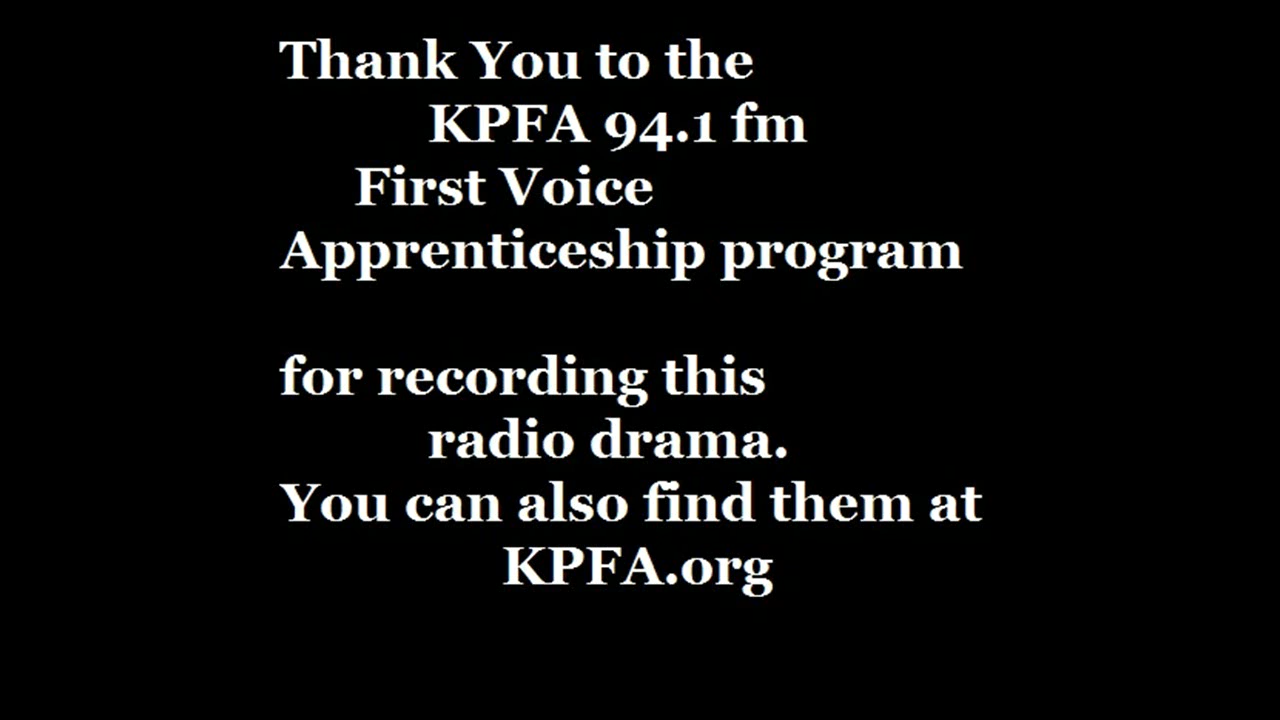 Thank You to the
KPFA 94.1 fm
First Voice
Apprenticeship program
for recording this
radio drama.
You can also find them at
KPFA.org